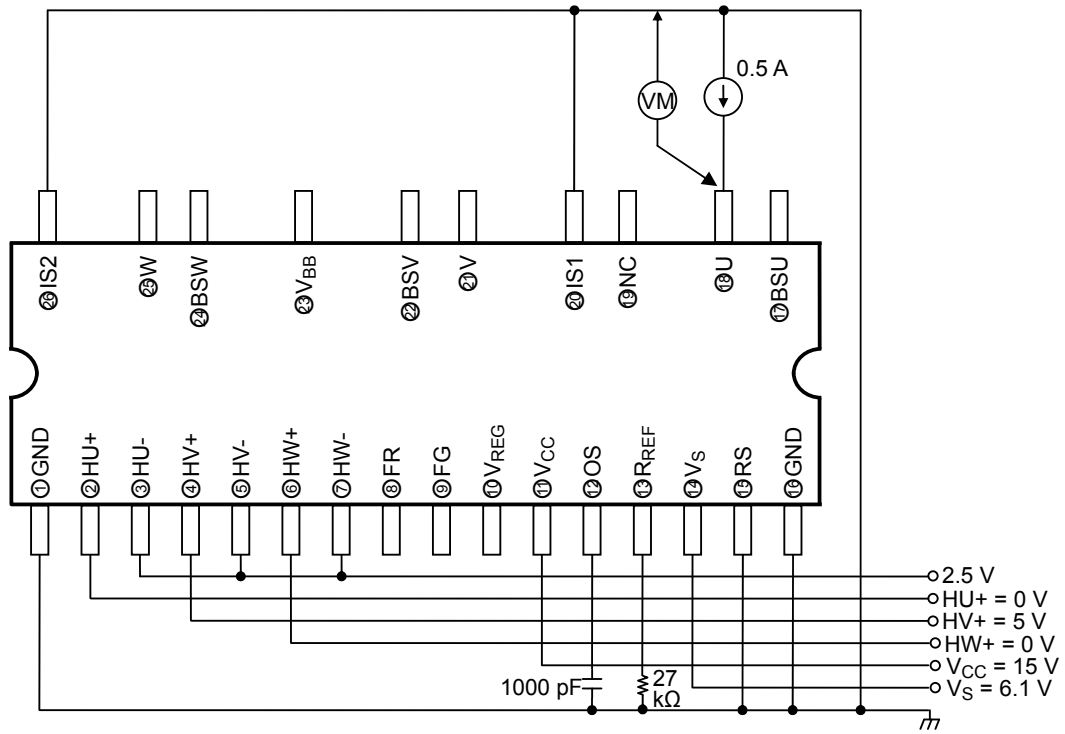 0.5 A
VM
㉖IS2
㉕W
㉔BSW
㉓VBB
㉒BSV
㉑V
⑳IS1
⑲NC
⑱U
⑰BSU
①GND
②HU+
③HU-
④HV+
⑤HV-
⑥HW+
⑦HW-
⑧FR
⑨FG
⑩VREG
⑪VCC
⑫OS
⑬RREF
⑭VS
⑮RS
⑯GND
2.5 V
HU+ = 0 V
HV+ = 5 V
HW+ = 0 V
VCC = 15 V
VS = 6.1 V
1000 pF
27
kΩ